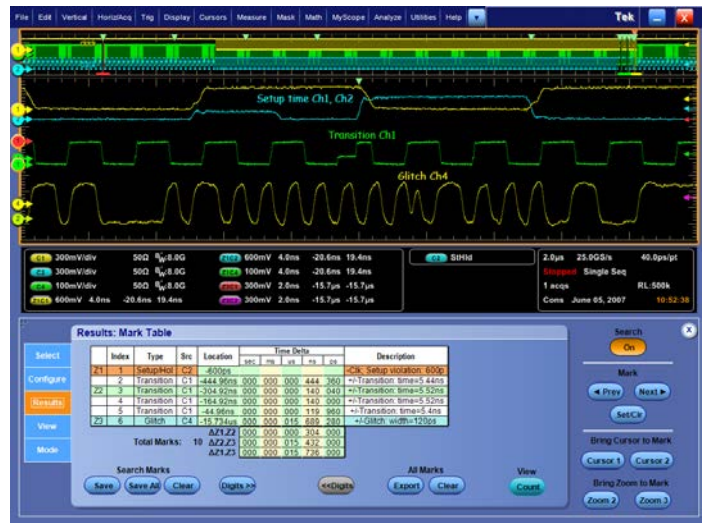 File Edit Vertical Horiz/Acq Trig Display Cursors Measure Mask Math MyScope Analyze Utilities Help Tek
Setup time Ch1, Ch2
Transition Ch1
Glitch Ch4
C1 300mV/div 50Ω BW:8.0G
C2 300mV/div 50Ω BW:8.0G
C4 100mV/div 50Ω BW:8.0G
Z1C1 600mV 4.0ns -20.6ns 19.4ns
Z1C2 600mV 4.0ns -20.6ns 19.4ns
Z1C4 100mV 4.0ns -20.6ns 19.4ns
300mV 2.0ns -15.7µs -15.7µs
300mV 2.0ns -15.7µs -15.7µs
StHld
2.0µs 25.0GS/s 40.0ps/pt
Stopped Single Seq
1 acqs RL:500k
Cons June 05, 2007 10:52:38
Results: Mark Table
Select
Configure
Results
View
Mode
Time Delta
Index Type Src Location sec ms us ns ps Description
Z1 1 Setup/Hol C2 -600ps -Clk: Setup violation: 600p
2 Transition C1 -444.96ns 000 000 000 444 360 +/-Transition: time=5.44ns
Z2 3 Transition C1 -304.92ns 000 000 000 140 040 +/-Transition: time=5.52ns
4 Transition C1 -164.92ns 000 000 000 140 000 +/-Transition: time=5.52ns
5 Transition C1 -44.96ns 000 000 000 119 960 +/-Transition: time=5.4ns
Z3 6 Glitch C4 -15.734us 000 000 015 689 280 +/-Glitch: width=120ps
ΔZ1.Z2 000 000 000 304 000
Total Marks: 10 ΔZ2.Z3 000 000 015 432 000
ΔZ1.Z3 000 000 015 736 000
Search Marks
Save Save All Clear
Digits >>
<<Digits
All Marks
Export Clear
View
Count
Search
On
Mark
Prev Next
Set/Clr
Bring Cursor to Mark
Cursor 1 Cursor 2
Bring Zoom to Mark
Zoom 2 Zoom 3